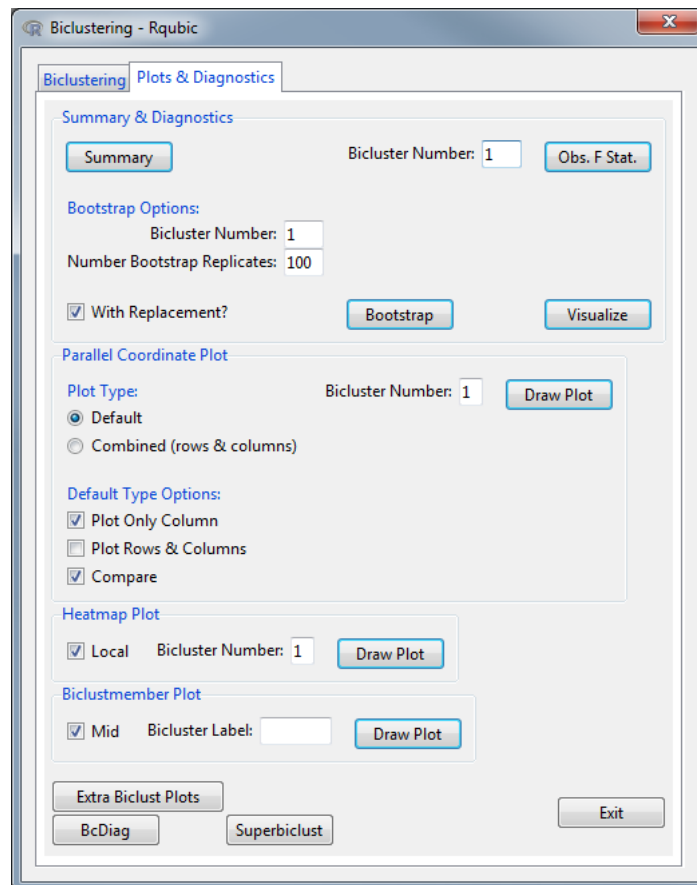 Biclustering - Rqubic
Biclustering Plots & Diagnostics
Summary & Diagnostics
Summary Bicluster Number: 1 Obs. F Stat.
Bootstrap Options:
Bicluster Number: 1
Number Bootstrap Replicates: 100
With Replacement? Bootstrap Visualize
Parallel Coordinate Plot
Plot Type: Bicluster Number: 1 Draw Plot
Default
Combined (rows & columns)
Default Type Options:
Plot Only Column
Plot Rows & Columns
Compare
Heatmap Plot
Local Bicluster Number: 1 Draw Plot
Biclustmember Plot
Mid Bicluster Label: Draw Plot
Extra Biclust Plots
Exit
BcDiag Superbiclust